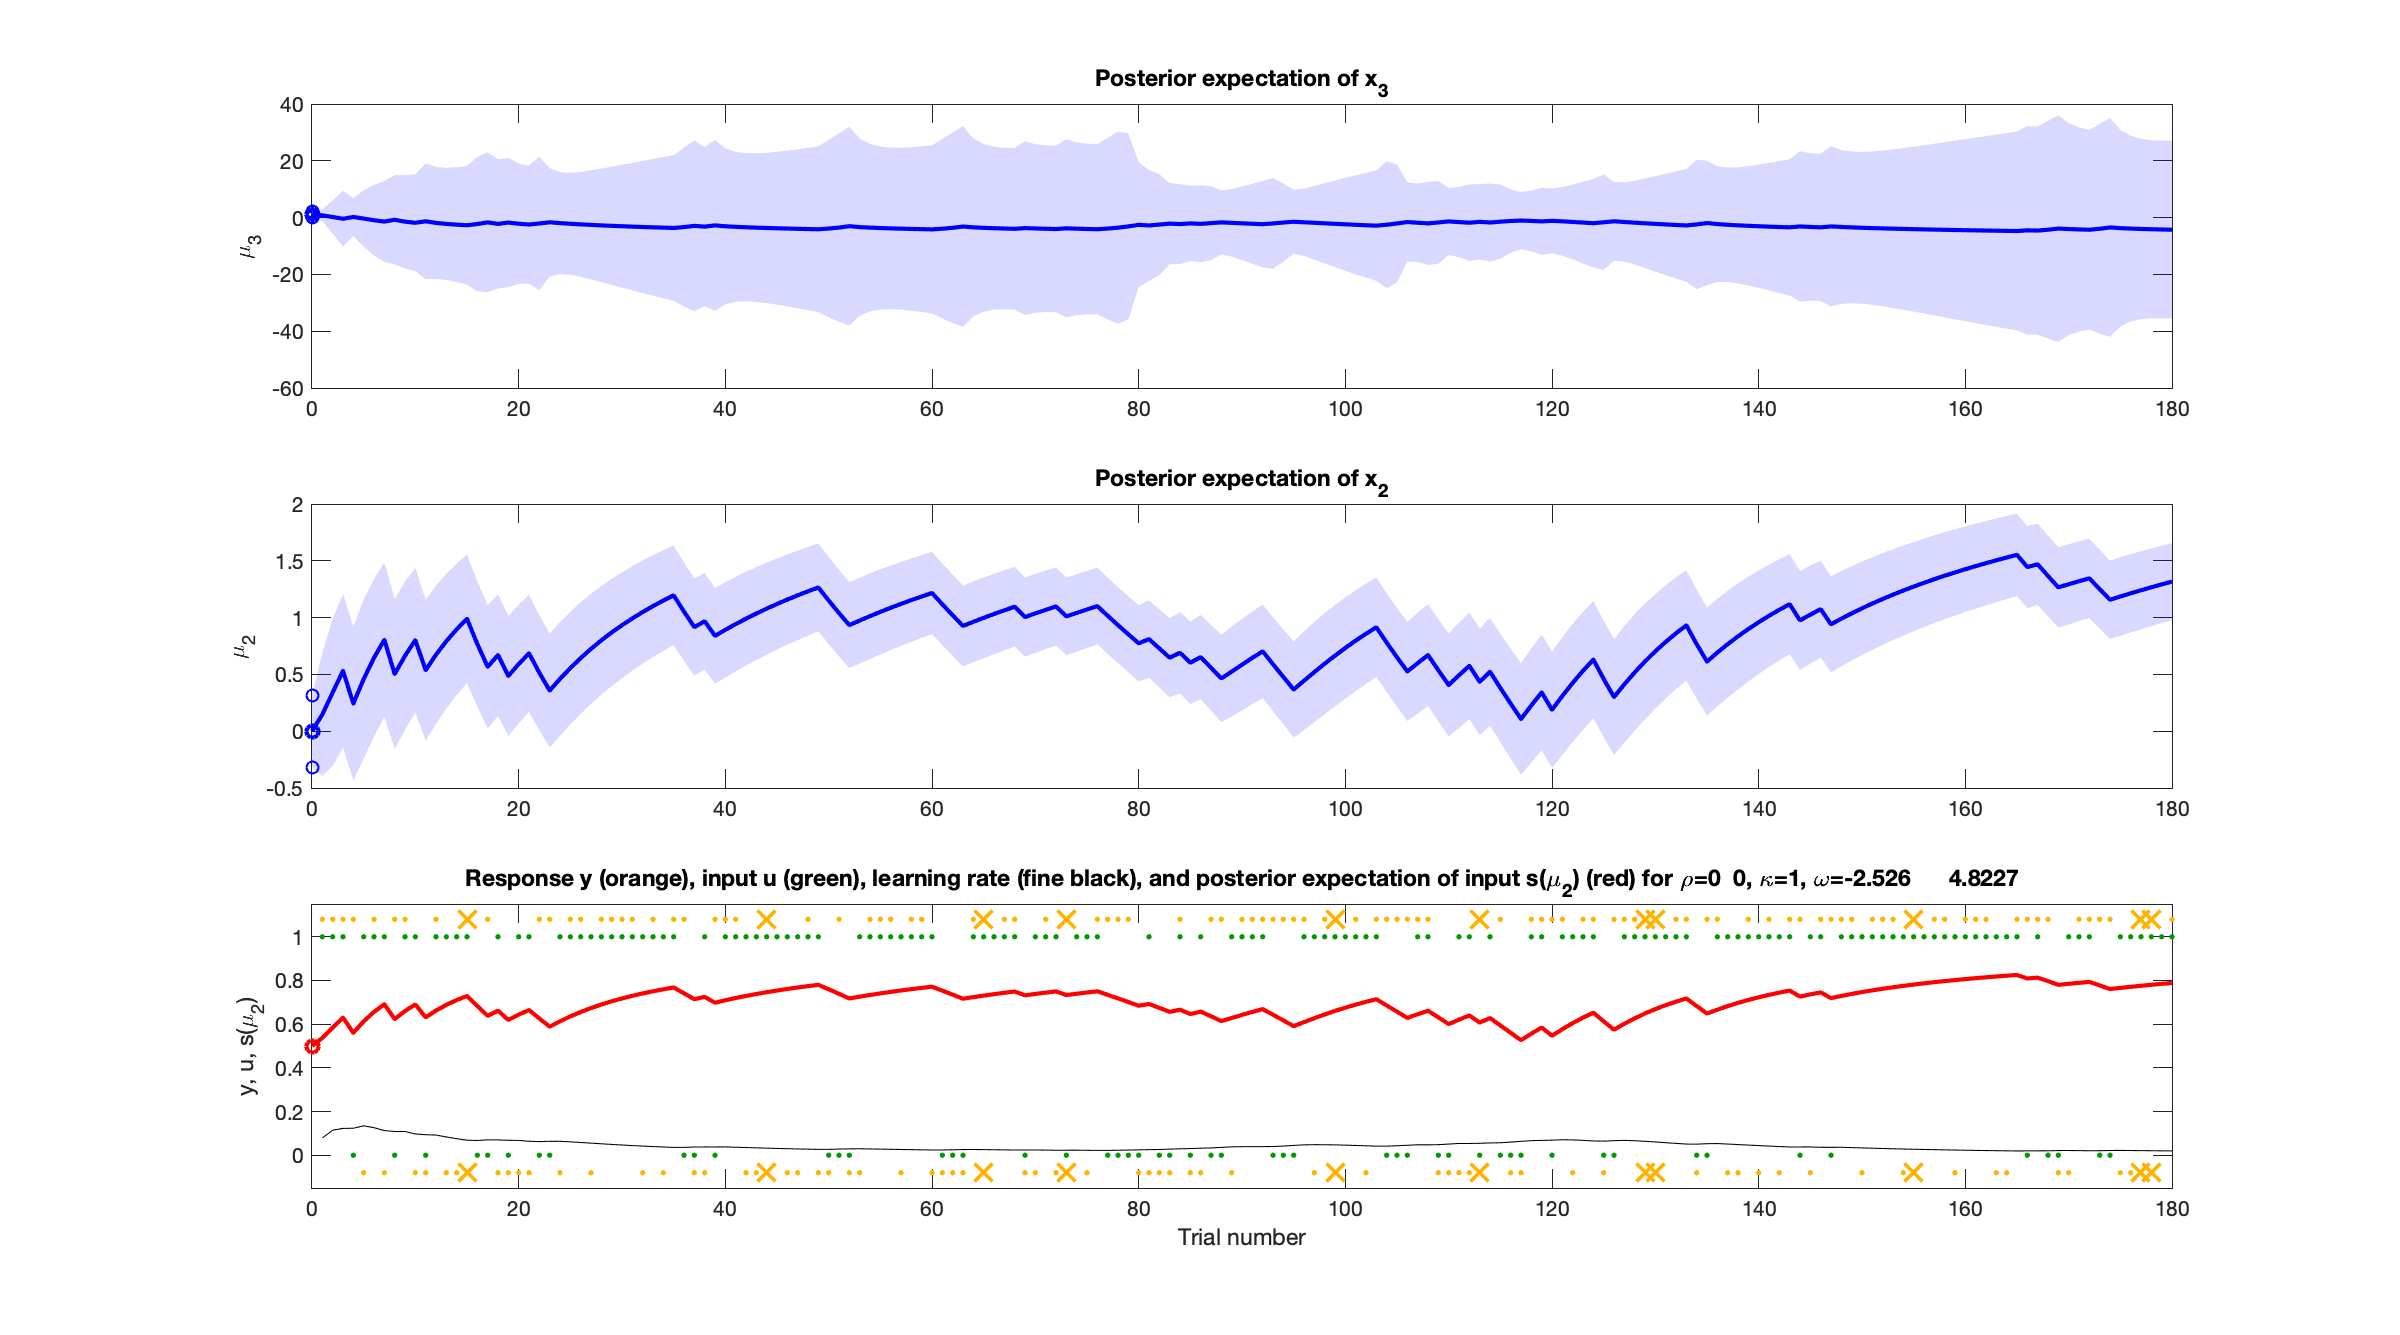 Posterior expectation of x3
40
20
0
-20
-40
-60
μ3
0 20 40 60 80 100 120 140 160 180
Posterior expectation of x2
2
1.5
1
0.5
0
-0.5
μ2
0 20 40 60 80 100 120 140 160 180
Response y (orange), input u (green), learning rate (fine black), and posterior expectation of input s(μ2) (red) for ρ=0 0, κ=1, ω=-2.526 4.8227
1
0.8
0.6
0.4
0.2
0
y, u, s(μ2)
0 20 40 60 80 100 120 140 160 180
Trial number